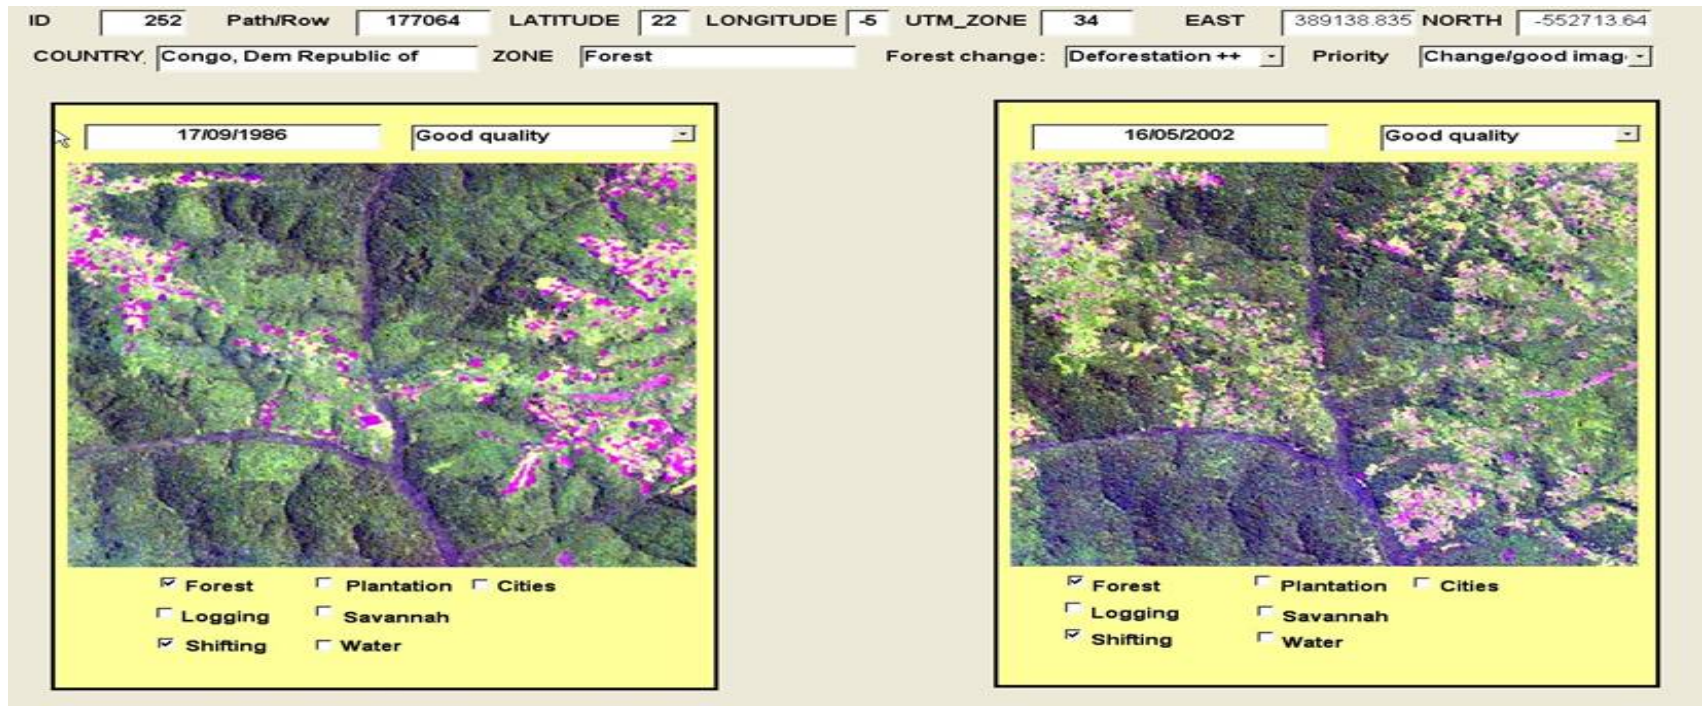 ID 252 Path/Row 177064 LATITUDE 22 LONGITUDE -5 UTM_ZONE 34 EAST 389138.835 NORTH -552713.64
COUNTRY. Congo, Dem Republic of ZONE Forest Forest change: Deforestation ++ Priority Change/good imag
17/09/1986 Good quality
Forest Plantation Cities
Logging Savannah
Shifting Water
16/05/2002 Good quality
Forest Plantation Cities
Logging Savannah
Shifting Water